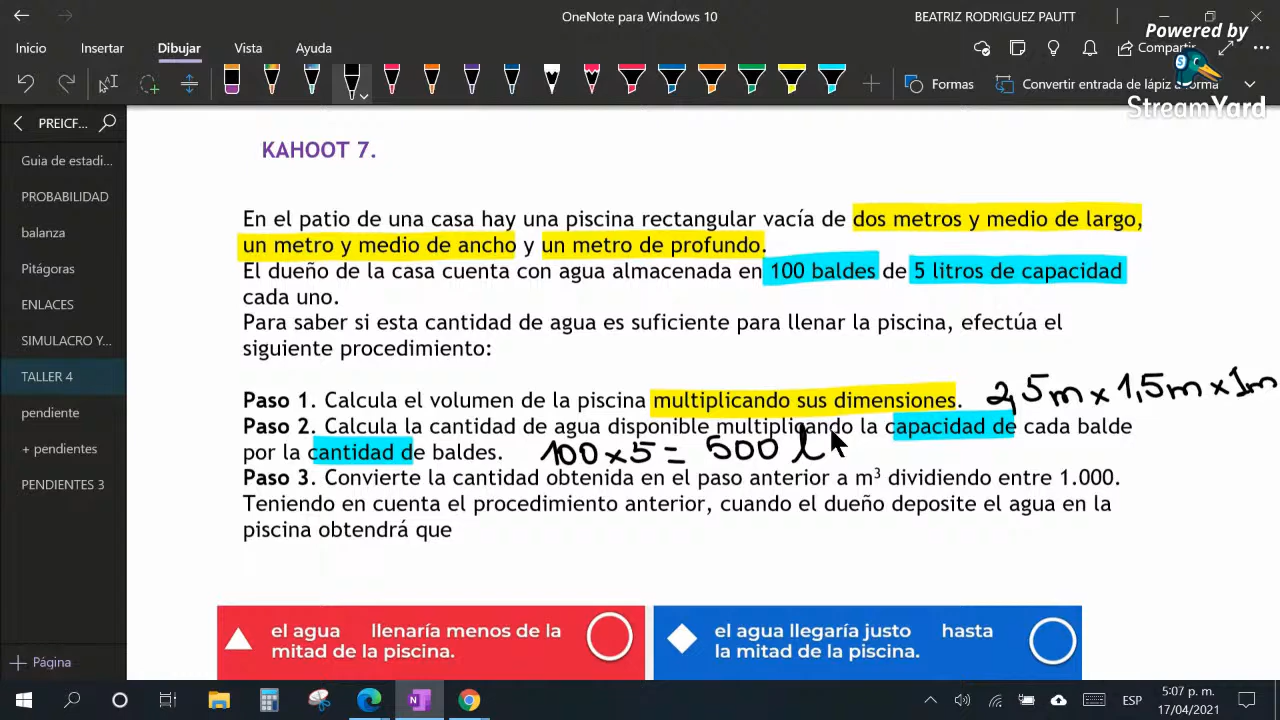 OneNote para Windows 10
BEATRIZ RODRIGUEZ PAUTT
Powered by
StreamYard
Inicio Insertar Dibujar Vista Ayuda
Compartir
Formas
Convertir entrada de lápiz a forma
PREICF...
Guia de estadi...
PROBABILIDAD
balanza
Pitágoras
ENLACES
SIMULACRO Y...
TALLER 4
pendiente
+ pendientes
PENDIENTES 3
Página
KAHOOT 7.
En el patio de una casa hay una piscina rectangular vacía de dos metros y medio de largo,
un metro y medio de ancho y un metro de profundo.
El dueño de la casa cuenta con agua almacenada en 100 baldes de 5 litros de capacidad
cada uno.
Para saber si esta cantidad de agua es suficiente para llenar la piscina, efectúa el
siguiente procedimiento:
Paso 1. Calcula el volumen de la piscina multiplicando sus dimensiones. 2,5m x 1,5m x 1m
Paso 2. Calcula la cantidad de agua disponible multiplicando la capacidad de cada balde
por la cantidad de baldes. 100 x 5 = 500 l
Paso 3. Convierte la cantidad obtenida en el paso anterior a m³ dividiendo entre 1.000.
Teniendo en cuenta el procedimiento anterior, cuando el dueño deposite el agua en la
piscina obtendrá que
el agua llenaría menos de la
mitad de la piscina.
el agua llegaría justo hasta
la mitad de la piscina.
ESP
5:07 p. m.
17/04/2021